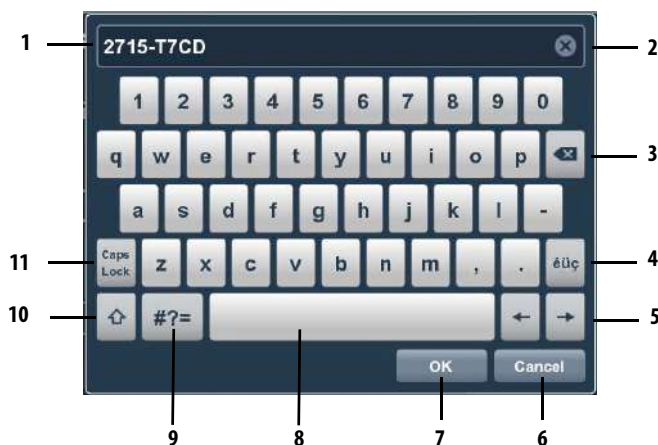 1 2715-T7CD 2
1 2 3 4 5 6 7 8 9 0
q w e r t y u i o p 3
a s d f g h j k l -
11 Caps Lock z x c v b n m , . éüç 4
10 #?= 5
OK Cancel
9 8 7 6